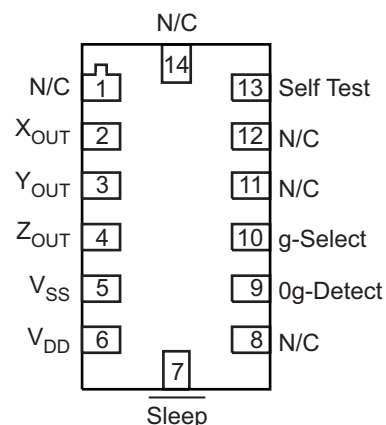 N/C
14
N/C 1 13 Self Test
XOUT 2 12 N/C
YOUT 3 11 N/C
ZOUT 4 10 g-Select
VSS 5 9 0g-Detect
VDD 6 8 N/C
7
Sleep